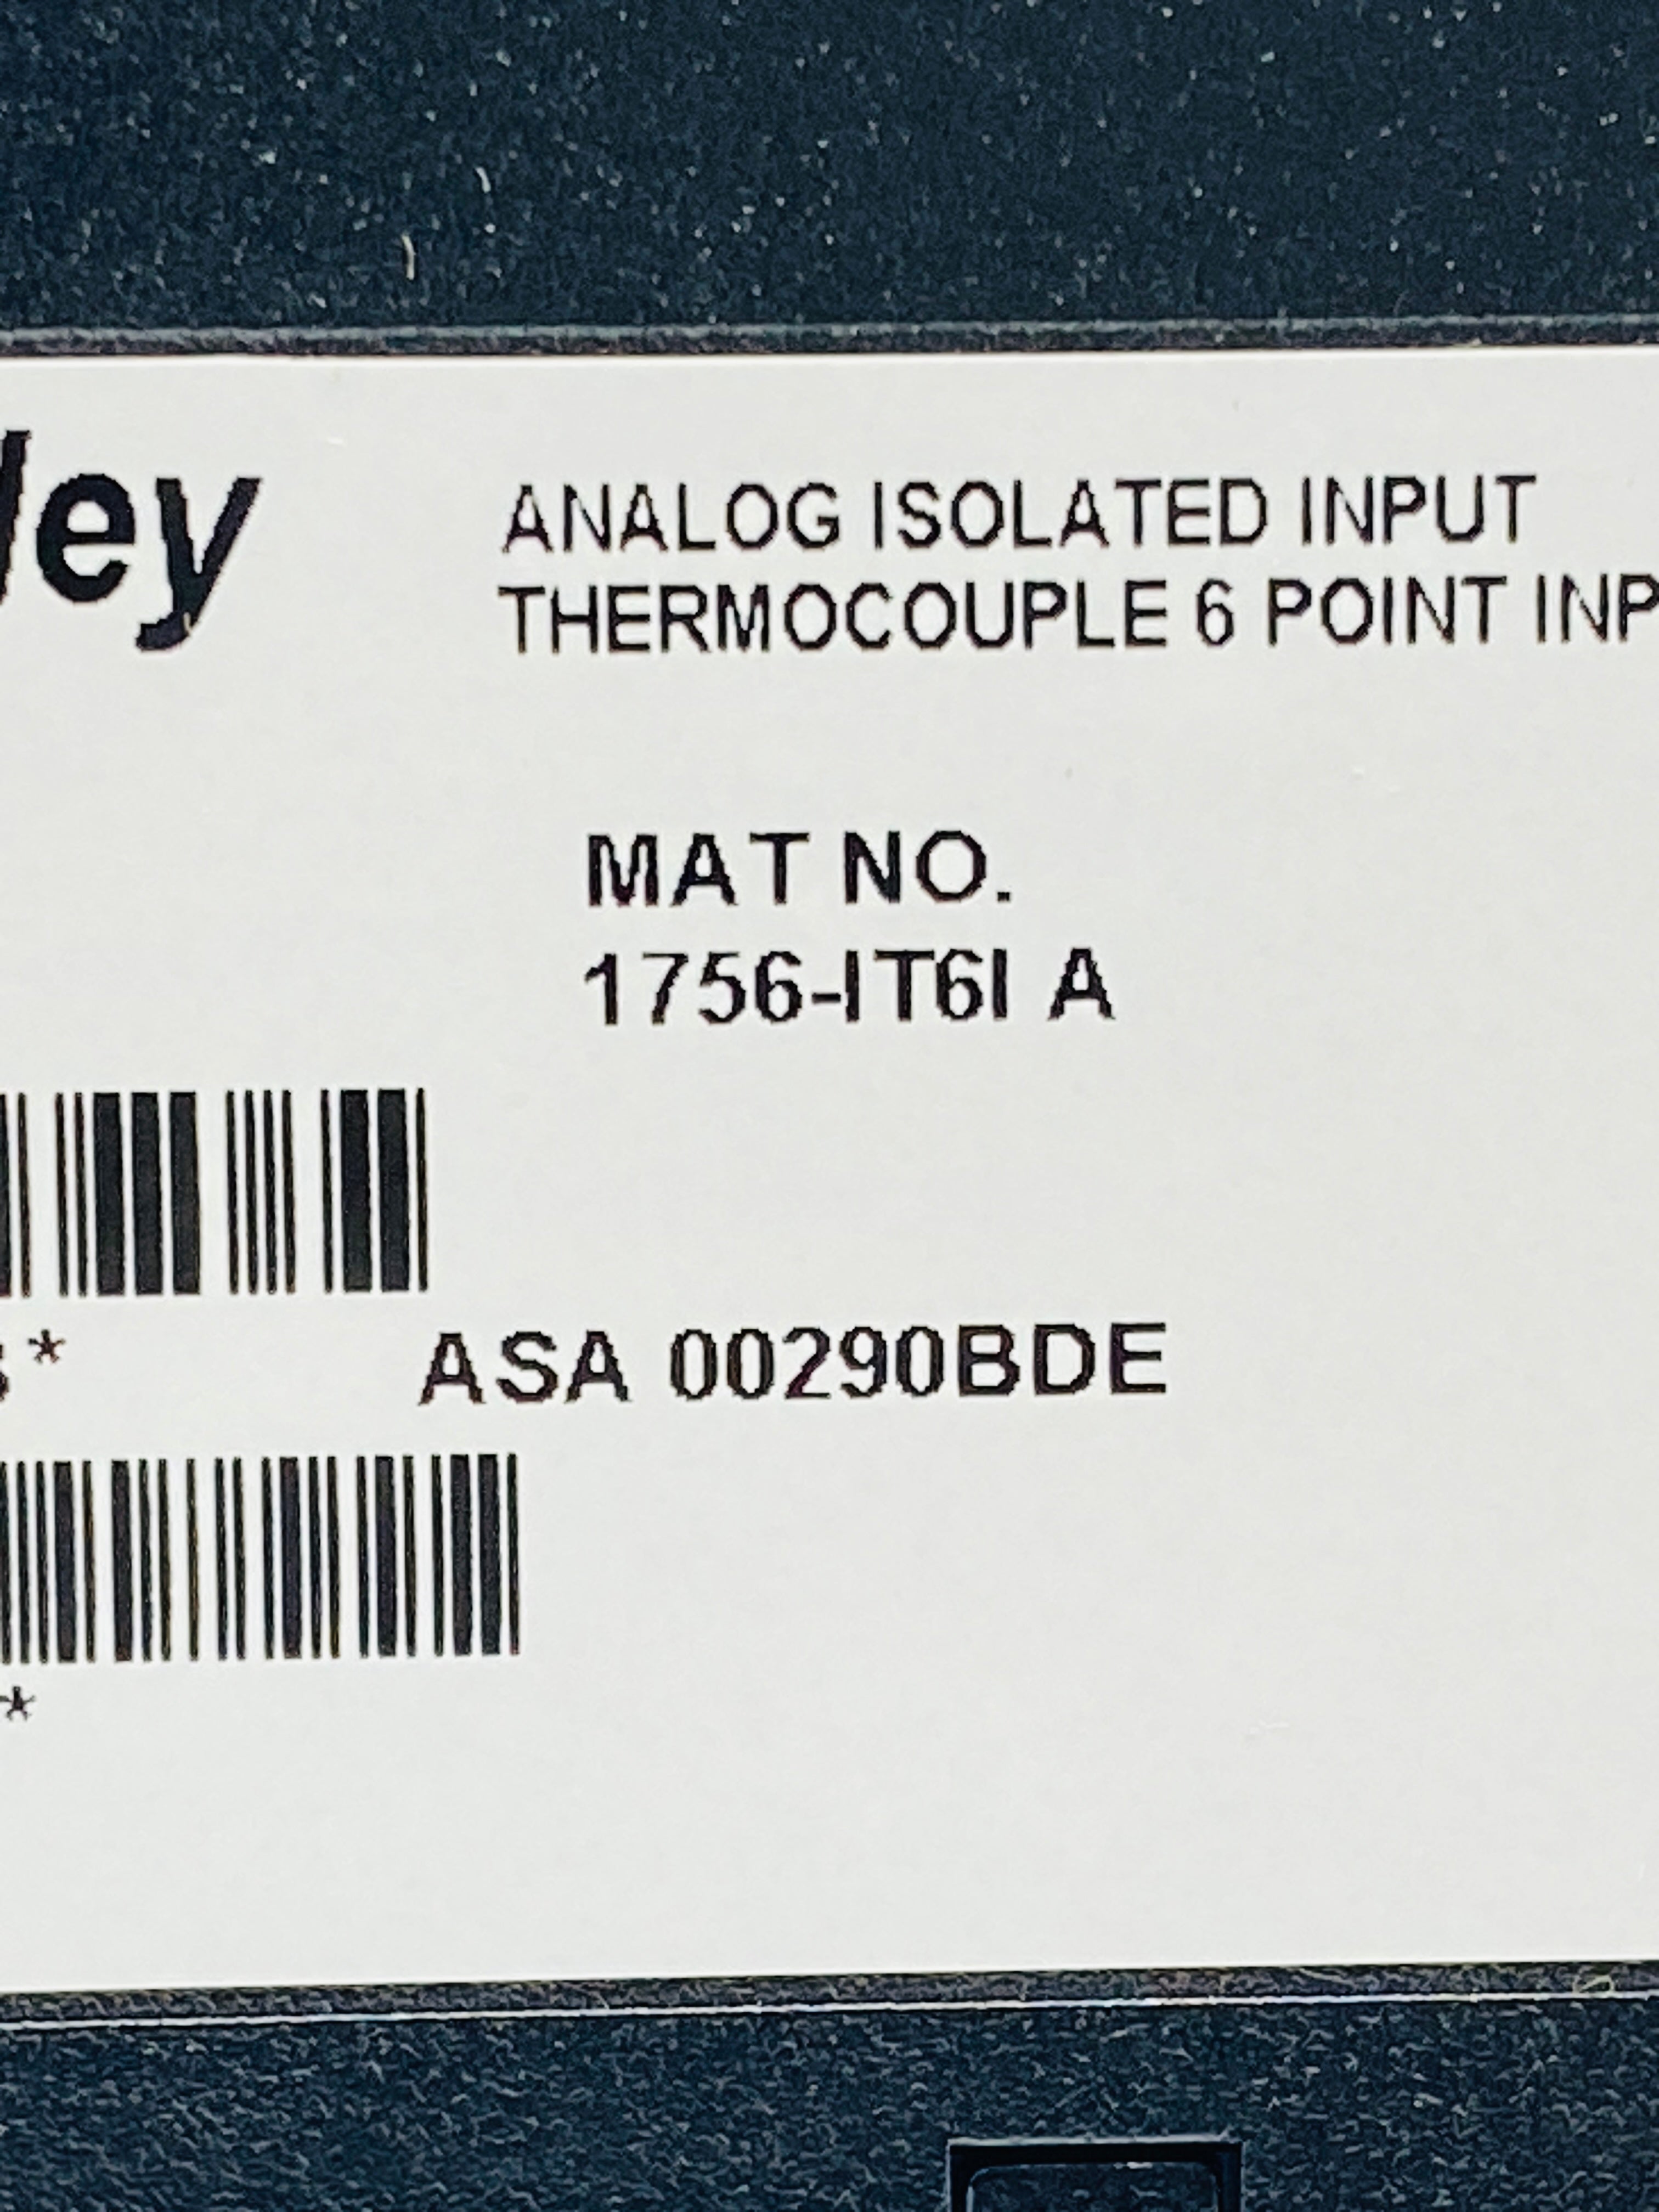 ley
ANALOG ISOLATED INPUT
THERMOCOUPLE 6 POINT INP
MAT NO.
1756-IT6I A
*
ASA 00290BDE
*